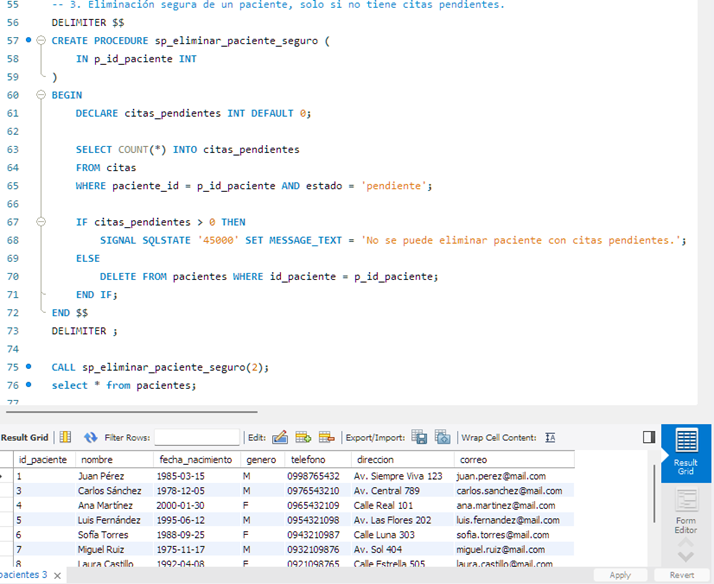 55 -- 3. Eliminación segura de un paciente, solo si no tiene citas pendientes.
56 DELIMITER $$
57 CREATE PROCEDURE sp_eliminar_paciente_seguro (
58 IN p_id_paciente INT
59 )
60 BEGIN
61 DECLARE citas_pendientes INT DEFAULT 0;
62
63 SELECT COUNT(*) INTO citas_pendientes
64 FROM citas
65 WHERE paciente_id = p_id_paciente AND estado = 'pendiente';
66
67 IF citas_pendientes > 0 THEN
68 SIGNAL SQLSTATE '45000' SET MESSAGE_TEXT = 'No se puede eliminar paciente con citas pendientes.';
69 ELSE
70 DELETE FROM pacientes WHERE id_paciente = p_id_paciente;
71 END IF;
72 END $$
73 DELIMITER ;
74
75 CALL sp_eliminar_paciente_seguro(2);
76 select * from pacientes;
77
Result Grid Filter Rows: Edit: Export/Import: Wrap Cell Content: IA
id_paciente nombre fecha_nacimiento genero telefono direccion correo
1 Juan Pérez 1985-03-15 M 0998765432 Av. Siempre Viva 123 juan.perez@mail.com
3 Carlos Sánchez 1978-12-05 M 0976543210 Av. Central 789 carlos.sanchez@mail.com
4 Ana Martínez 2000-01-30 F 0965432109 Calle Real 101 ana.martinez@mail.com
5 Luis Fernández 1995-06-12 M 0954321098 Av. Las Flores 202 luis.fernandez@mail.com
6 Sofía Torres 1988-09-25 F 0943210987 Calle Luna 303 sofia.torres@mail.com
7 Miguel Ruiz 1975-11-17 M 0932109876 Av. Sol 404 miguel.ruiz@mail.com
8 Laura Castillo 1992-04-08 F 0921098765 Calle Estrella 505 laura.castillo@mail.com
Result
Grid
Form
Editor
pacientes 3
Apply Revert